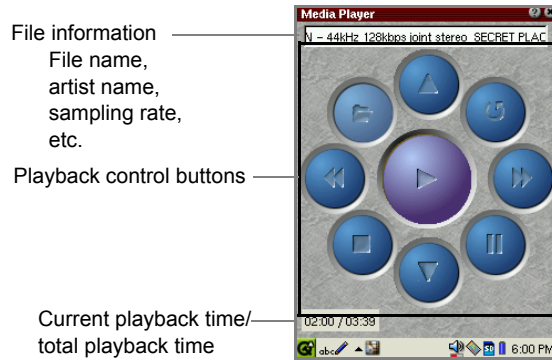 Media Player
File information
N – 44kHz 128kbps joint stereo SECRET PLAC
File name,
artist name,
sampling rate,
etc.
Playback control buttons
Current playback time/
total playback time
02:00 / 03:39
abc
SD
6:00 PM